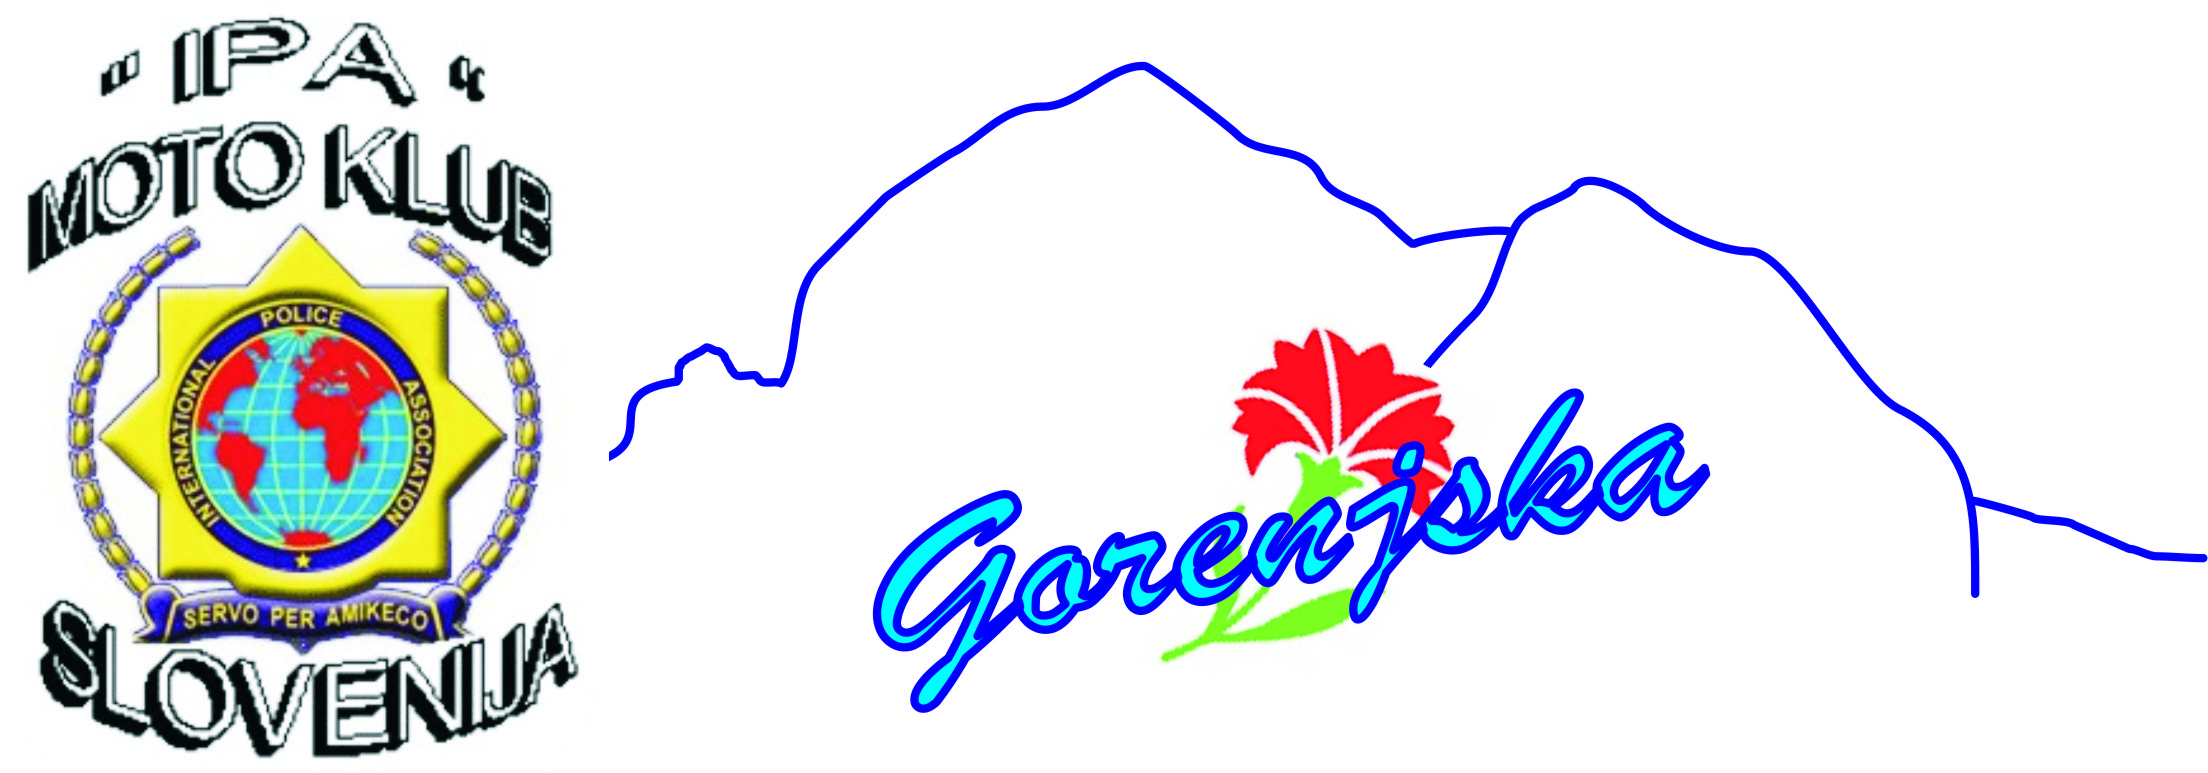 " IPA "
MOTO KLUB
INTERNATIONAL POLICE ASSOCIATION
SERVO PER AMIKECO
SLOVENIJA
Gorenjska